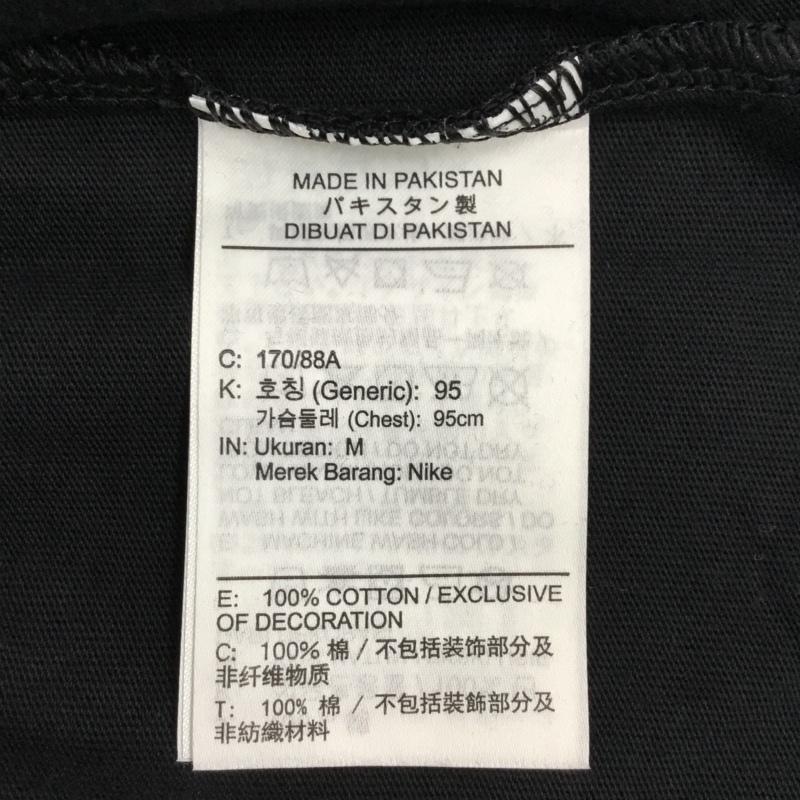 MADE IN PAKISTAN
パキスタン製
DIBUAT DI PAKISTAN
C: 170/88A
K: 호칭 (Generic): 95
가슴둘레 (Chest): 95cm
IN: Ukuran: M
Merek Barang: Nike
E: 100% COTTON / EXCLUSIVE
OF DECORATION
C: 100% 棉 / 不包括装饰部分及
非纤维物质
T: 100% 棉 / 不包括裝飾部分及
非紡織材料